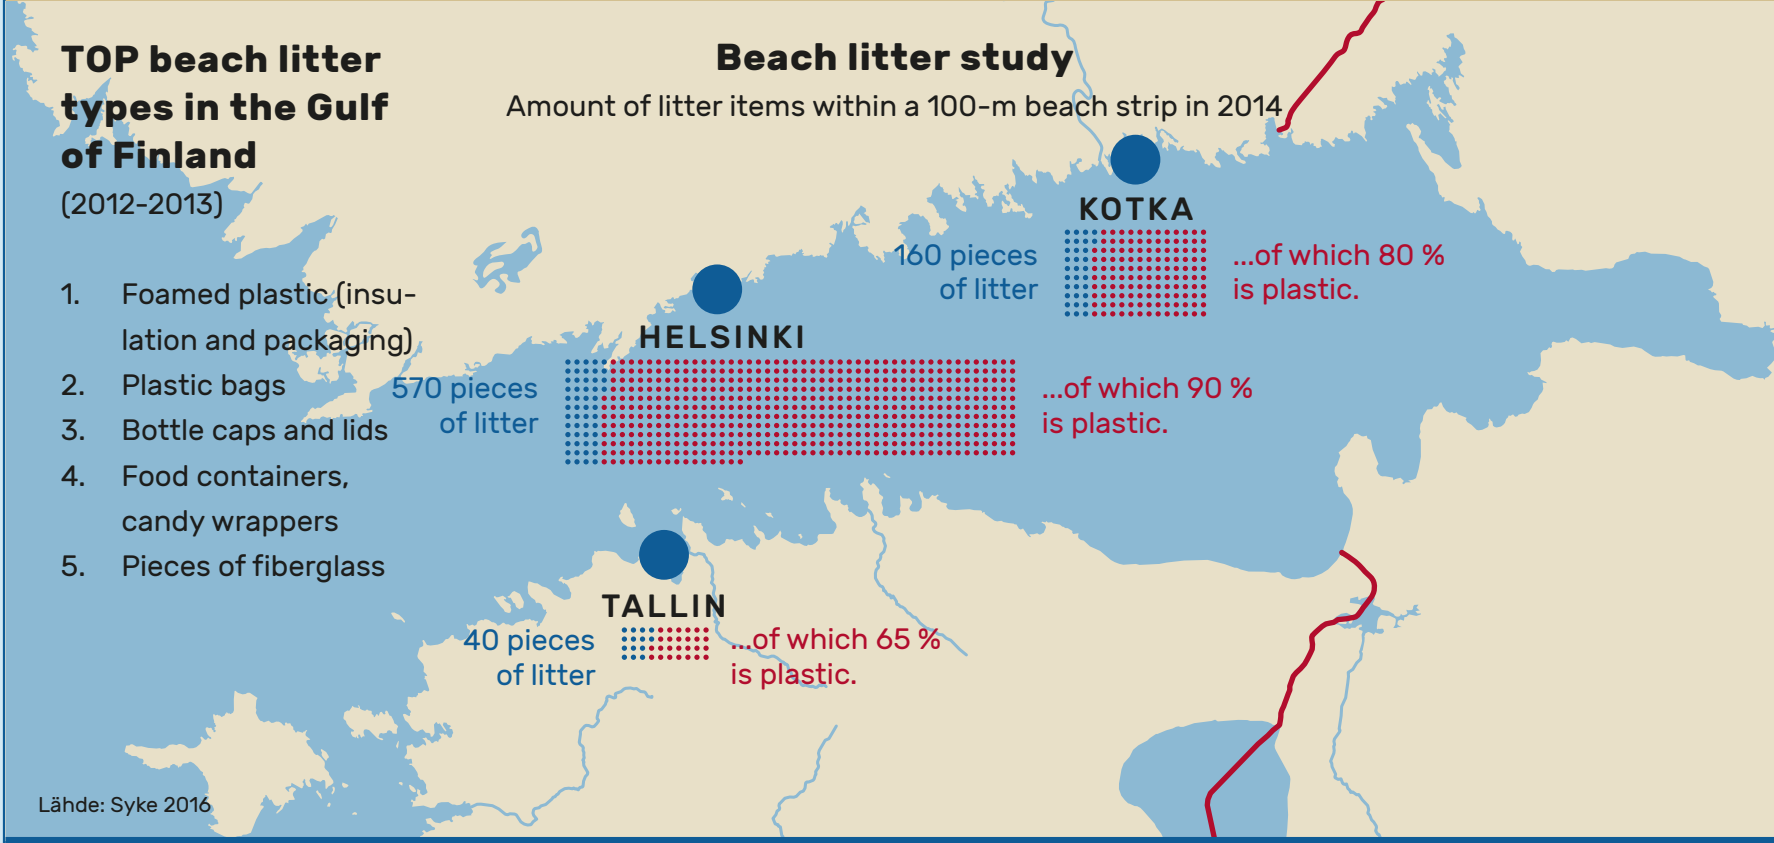 TOP beach litter
types in the Gulf
of Finland
(2012-2013)
1. Foamed plastic (insu-
lation and packaging)
2. Plastic bags
3. Bottle caps and lids
4. Food containers,
candy wrappers
5. Pieces of fiberglass
Lähde: Syke 2016
Beach litter study
Amount of litter items within a 100-m beach strip in 2014
KOTKA
160 pieces
of litter
...of which 80 %
is plastic.
HELSINKI
570 pieces
of litter
...of which 90 %
is plastic.
TALLIN
40 pieces
of litter
...of which 65 %
is plastic.